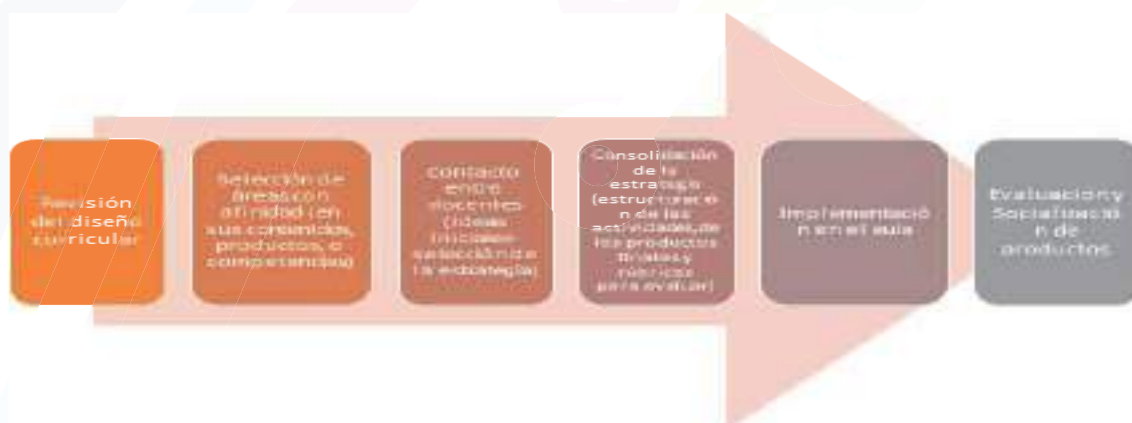 Revisión
del diseño
curricular
Selección de
áreas con
afinidad (en
sus contenidos,
productos, o
competencias)
Contacto
entre
docentes
(Ideas
iniciales-
selección de
la estrategia)
Consolidación
de la
estrategia
(estructuració
n de las
actividades, de
los productos
finales y
rúbricas
para evaluar)
Implementació
n en el aula
Evaluación y
Socializació
n de
productos